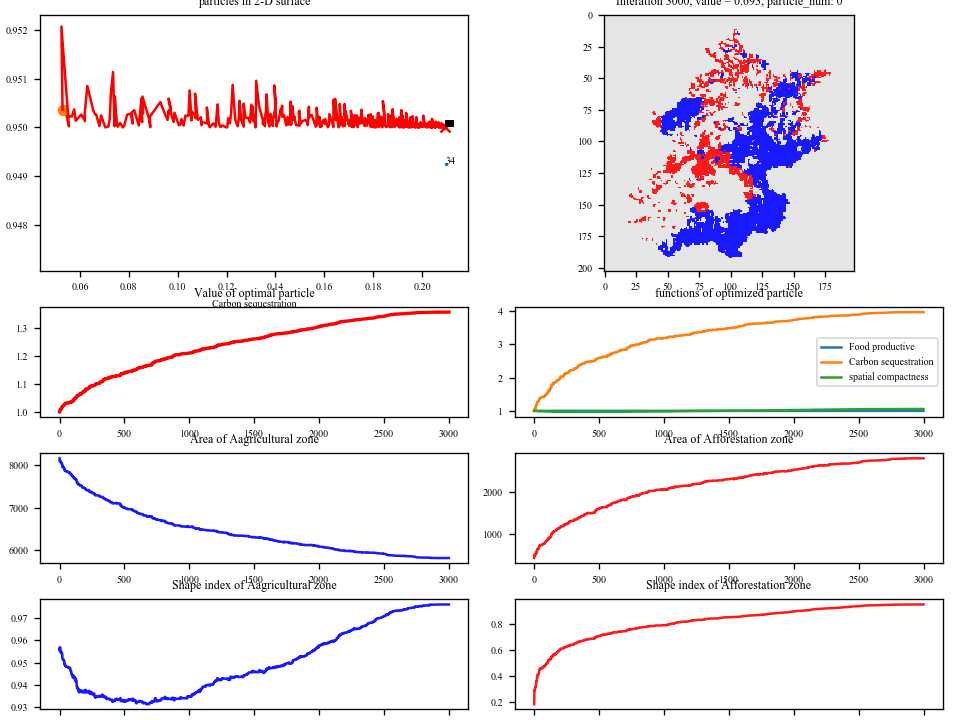 particles in 2-D surface
0.952
0.951
0.950
0.949
0.948
34
0.06 0.08 0.10 0.12 0.14 0.16 0.18 0.20
Carbon sequestration
Interation 3000, value = 0.695, particle_num: 0
0
25
50
75
100
125
150
175
200
0 25 50 75 100 125 150 175
Value of optimal particle
1.3
1.2
1.1
1.0
0 500 1000 1500 2000 2500 3000
functions of optimized particle
4
3
2
1
Food productive
Carbon sequestration
spatial compactness
0 500 1000 1500 2000 2500 3000
Area of Aagricultural zone
8000
7000
6000
0 500 1000 1500 2000 2500 3000
Area of Afforestation zone
2000
1000
0 500 1000 1500 2000 2500 3000
Shape index of Aagricultural zone
0.97
0.96
0.95
0.94
0.93
Shape index of Afforestation zone
0.8
0.6
0.4
0.2